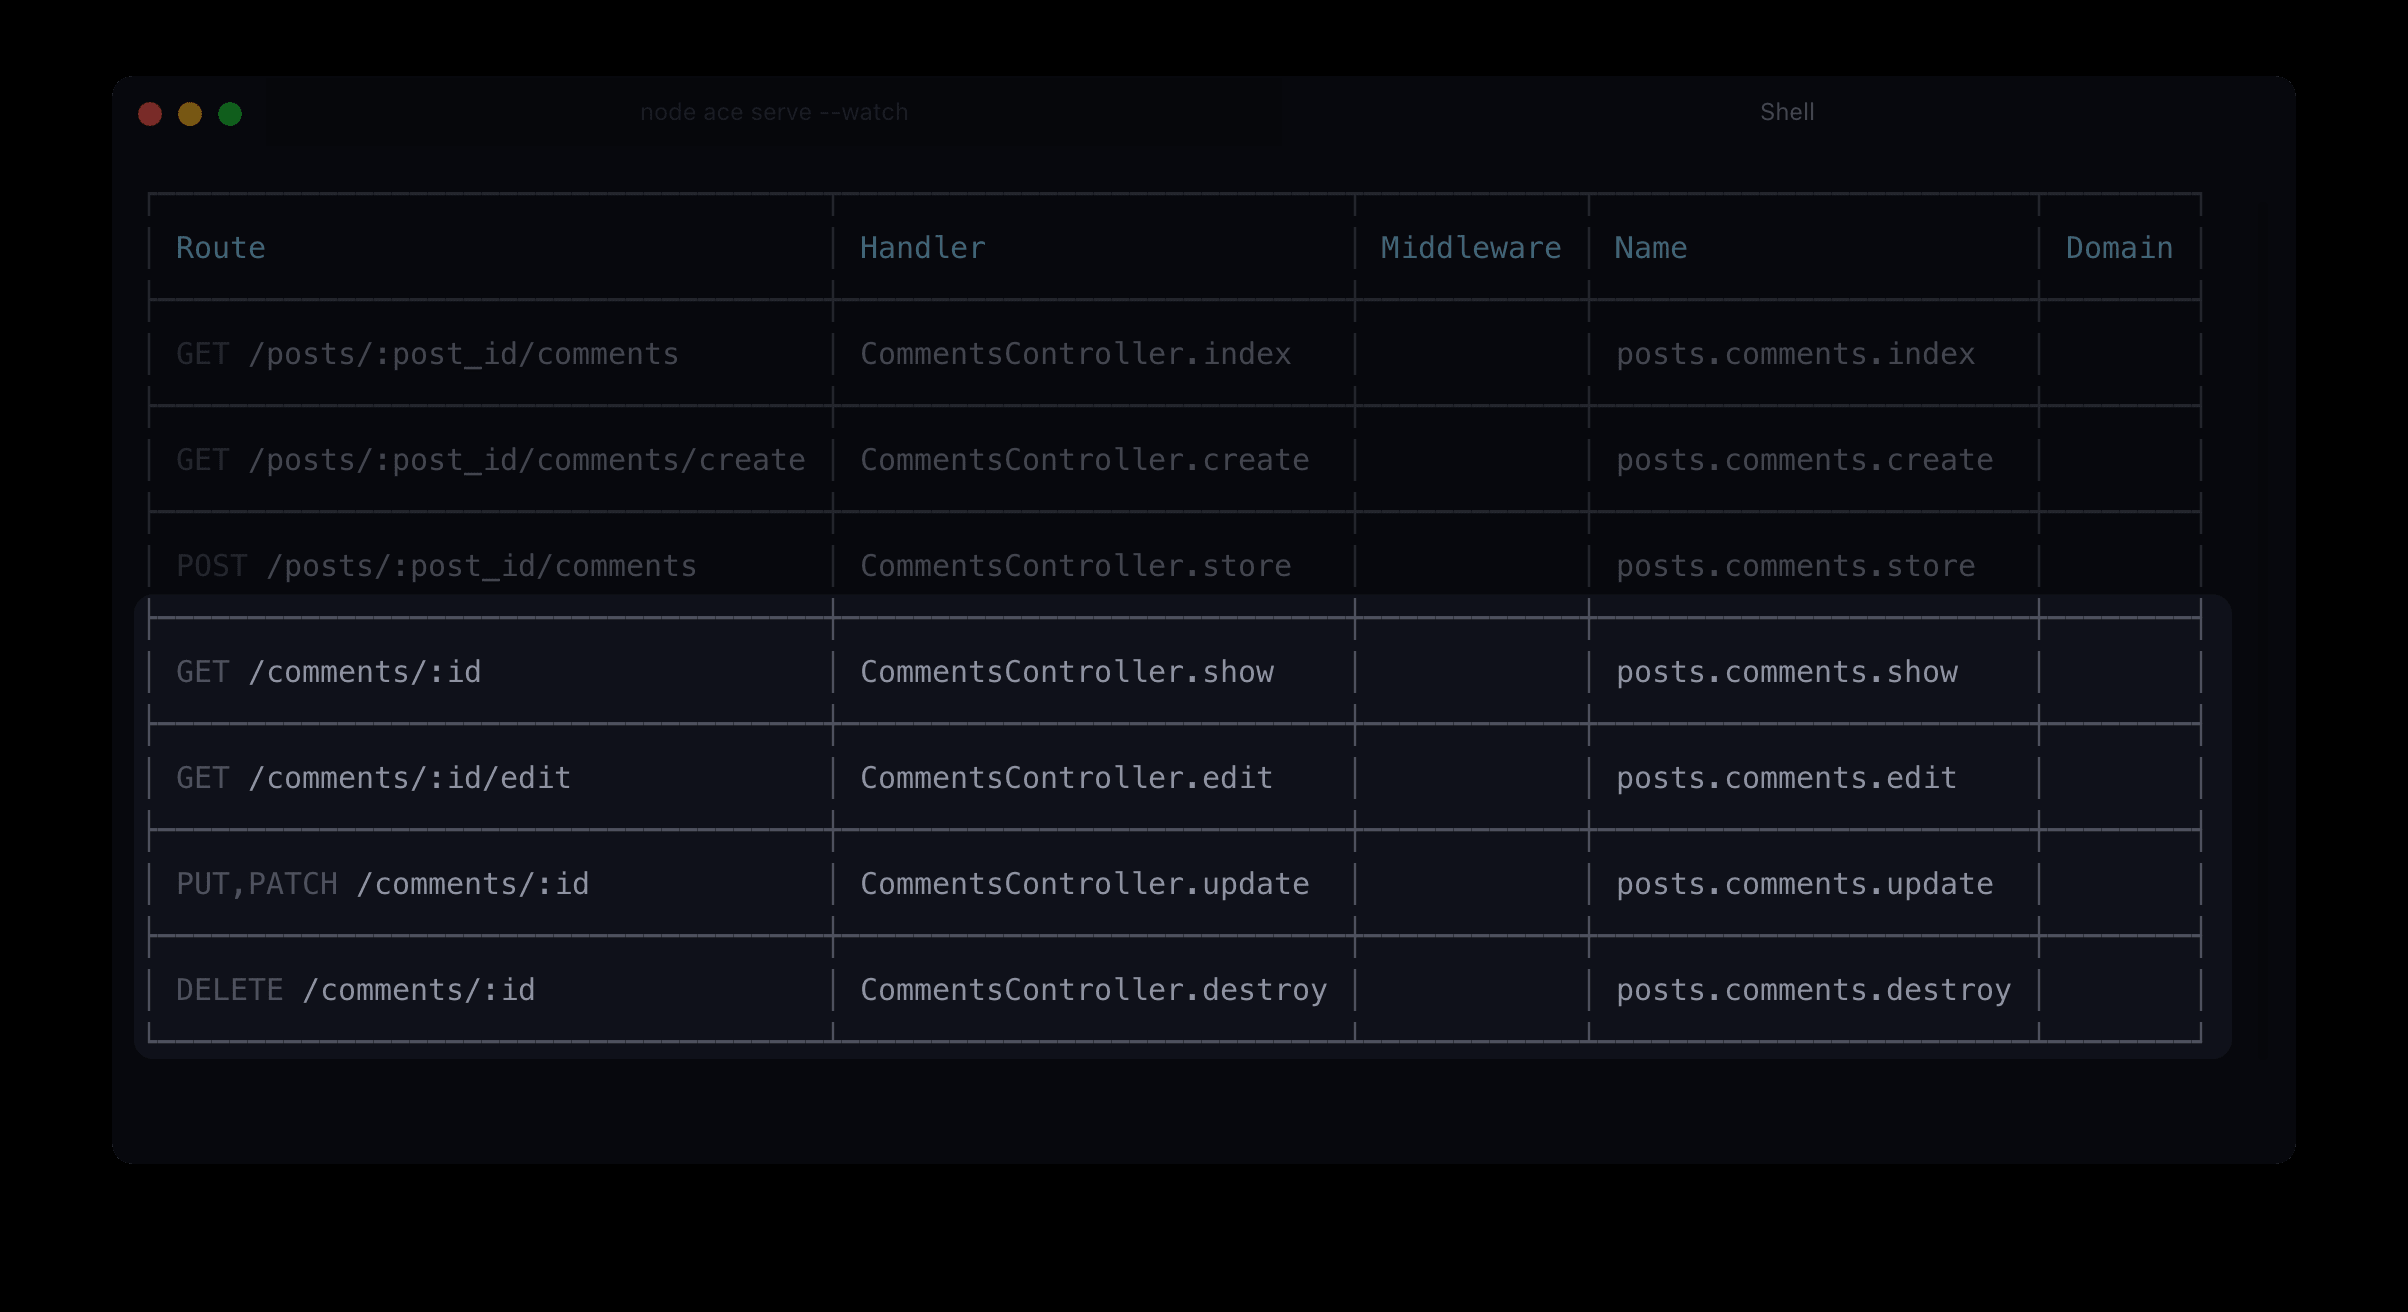 node ace serve --watch Shell
Route Handler Middleware Name Domain
GET /posts/:post_id/comments CommentsController.index posts.comments.index
GET /posts/:post_id/comments/create CommentsController.create posts.comments.create
POST /posts/:post_id/comments CommentsController.store posts.comments.store
GET /comments/:id CommentsController.show posts.comments.show
GET /comments/:id/edit CommentsController.edit posts.comments.edit
PUT,PATCH /comments/:id CommentsController.update posts.comments.update
DELETE /comments/:id CommentsController.destroy posts.comments.destroy